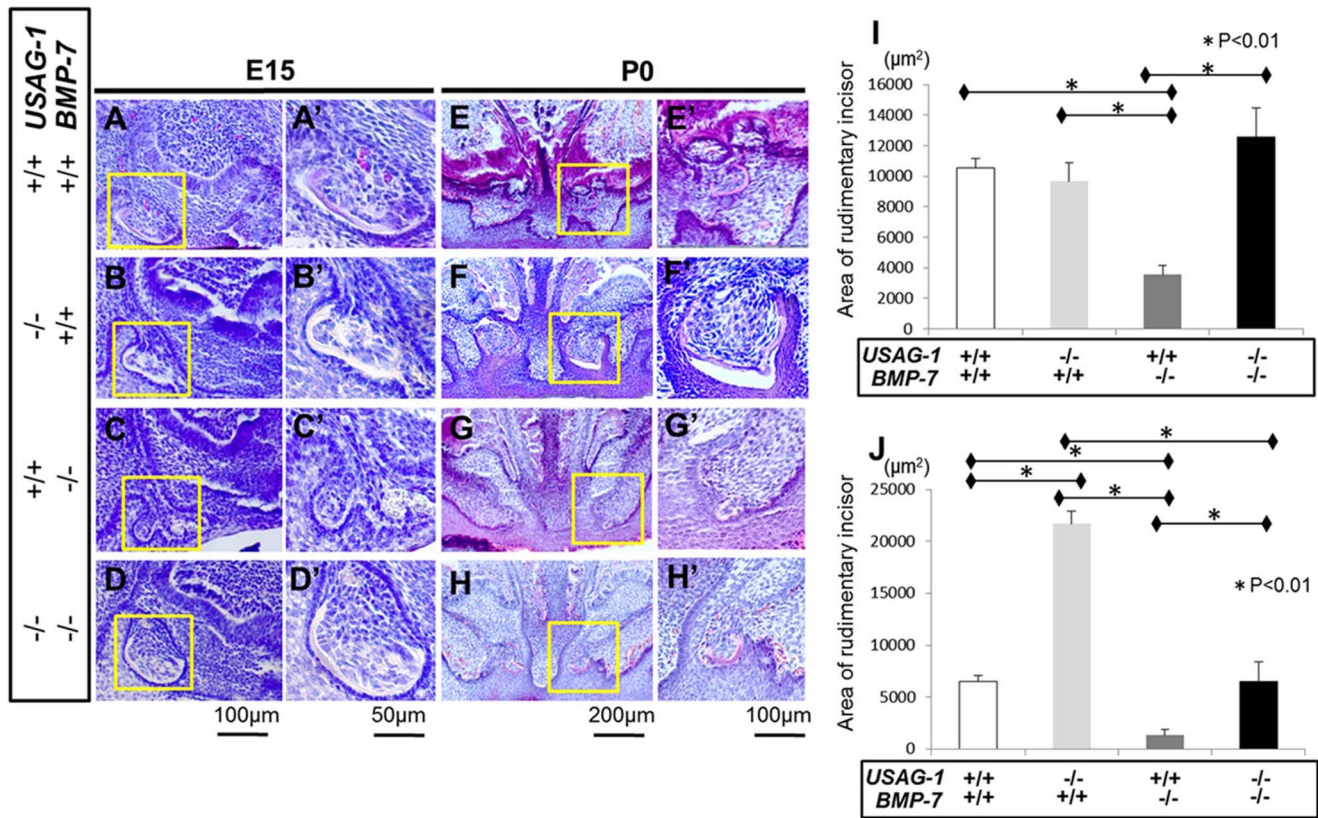 USAG-1
BMP-7
+/+ +/+
-/- +/+
+/+ -/-
-/- -/-
E15
P0
A
A'
E
E'
B
B'
F
F'
C
C'
G
G'
D
D'
H
H'
100μm
50μm
200μm
100μm
I
(μm²)
* P<0.01
*
*
*
Area of rudimentary incisor
16000
14000
12000
10000
8000
6000
4000
2000
0
USAG-1 +/+ -/- +/+ -/-
BMP-7 +/+ +/+ -/- -/-
J
(μm²)
*
*
*
*
*
* P<0.01
Area of rudimentary incisor
25000
20000
15000
10000
5000
0
USAG-1 +/+ -/- +/+ -/-
BMP-7 +/+ +/+ -/- -/-